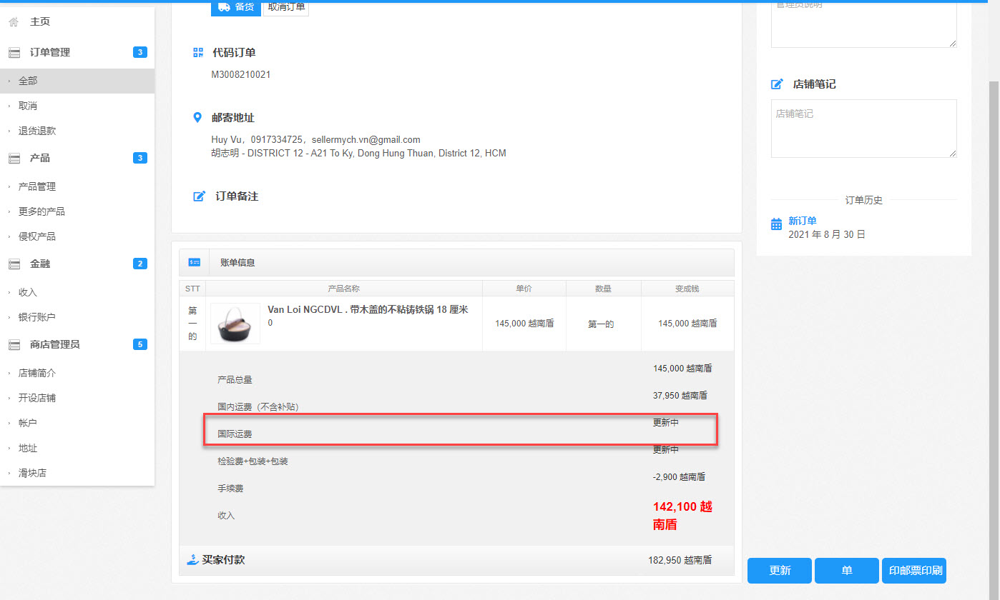 备货
取消订单
管理员说明
主页
订单管理
3
全部
取消
退货退款
产品
3
产品管理
更多的产品
侵权产品
金融
2
收入
银行账户
商店管理员
5
店铺简介
开设店铺
帐户
地址
滑块店
代码订单
M3008210021
邮寄地址
Huy Vu，0917334725，sellermych.vn@gmail.com
胡志明 - DISTRICT 12 - A21 To Ky, Dong Hung Thuan, District 12, HCM
订单备注
店铺笔记
店铺笔记
订单历史
新订单
2021 年 8 月 30 日
账单信息
STT 产品名称 单价 数量 变成钱
第一的
Van Loi NGCDVL . 带木盖的不粘铸铁锅 18 厘米
0
145,000 越南盾 第一的 145,000 越南盾
产品总量 145,000 越南盾
国内运费（不含补贴） 37,950 越南盾
国际运费 更新中
检验费+包装+包装 更新中
手续费 -2,900 越南盾
收入 142,100 越
南盾
买家付款 182,950 越南盾
更新 单 印邮票印刷